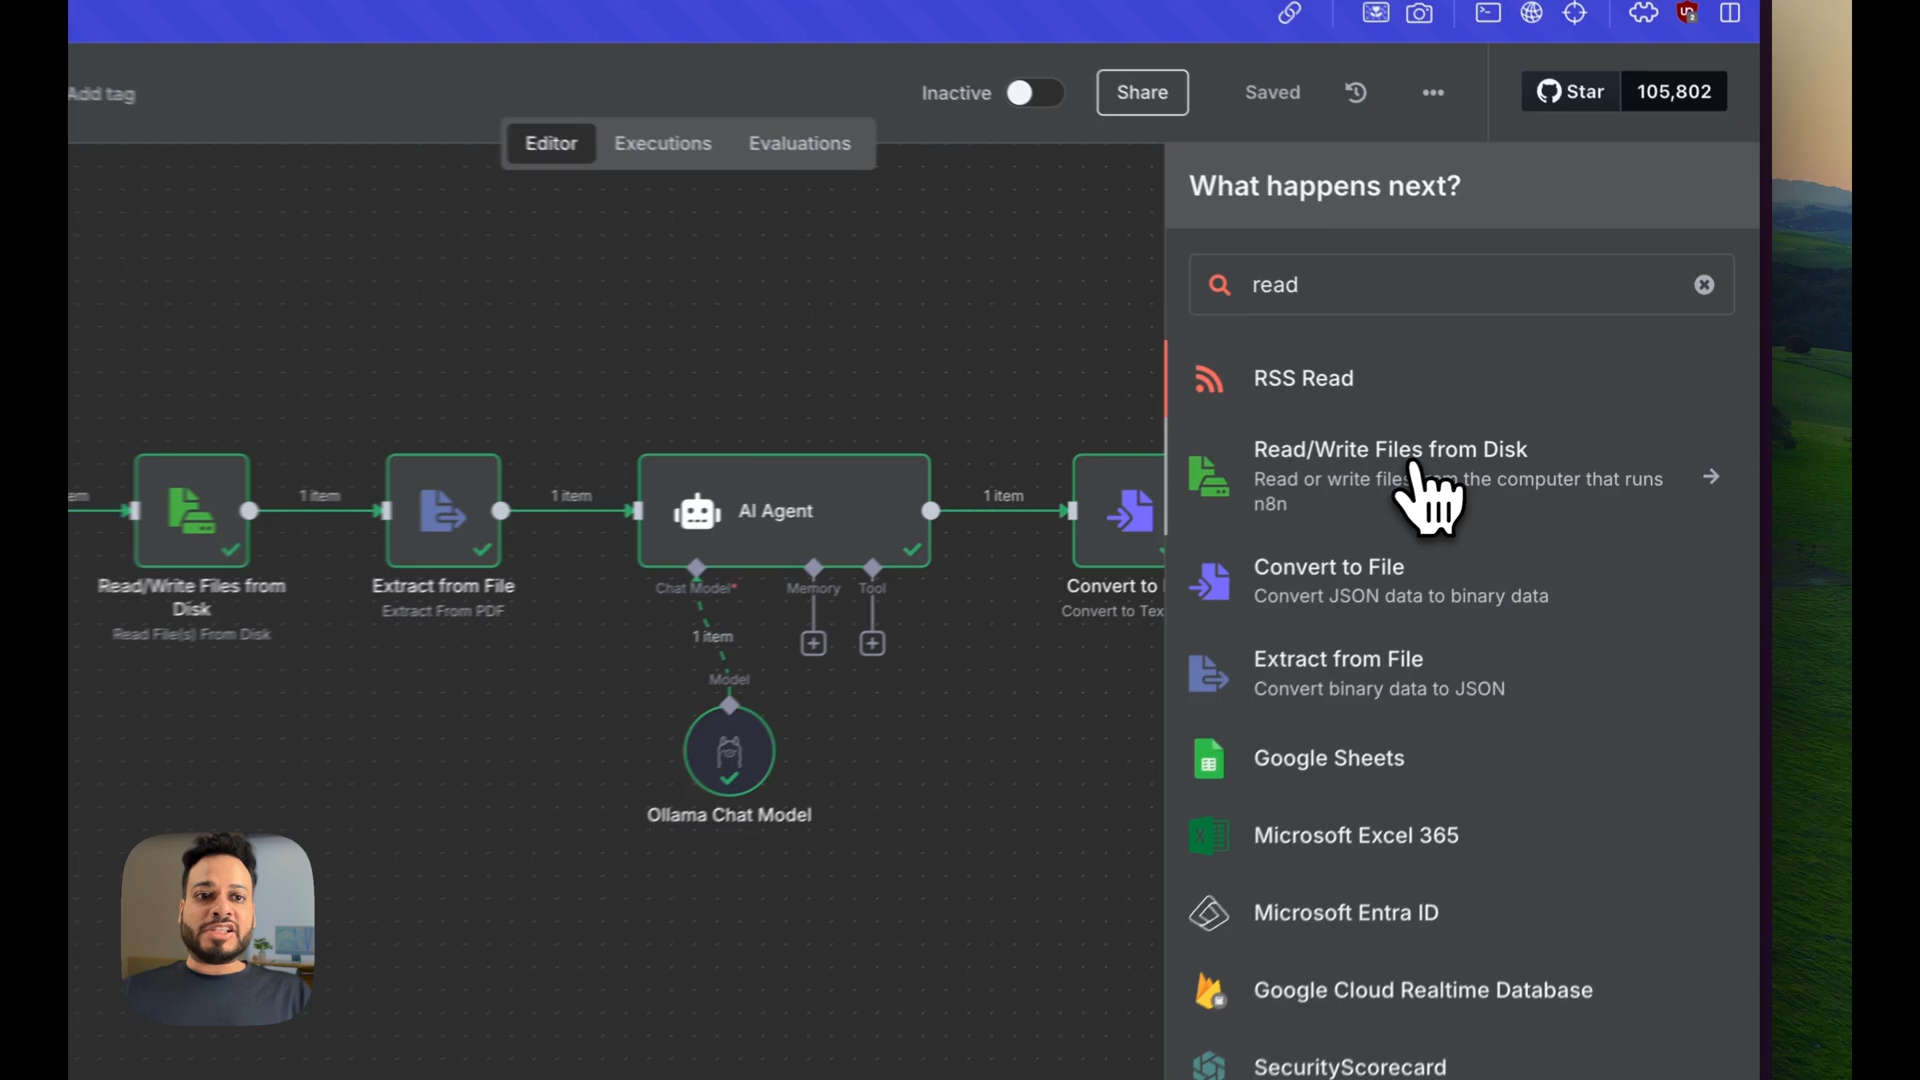 Add tag
Inactive
Share
Saved
Star
105,802
Editor
Executions
Evaluations
What happens next?
read
RSS Read
Read/Write Files from Disk
Read or write files from the computer that runs
n8n
Convert to File
Convert JSON data to binary data
Extract from File
Convert binary data to JSON
Google Sheets
Microsoft Excel 365
Microsoft Entra ID
Google Cloud Realtime Database
SecurityScorecard
em
1 item
1 item
1 item
AI Agent
Read/Write Files from
Disk
Read File(s) From Disk
Extract from File
Extract From PDF
Chat Model*
Memory
Tool
1 item
Model
Ollama Chat Model
Convert to
Convert to Tex